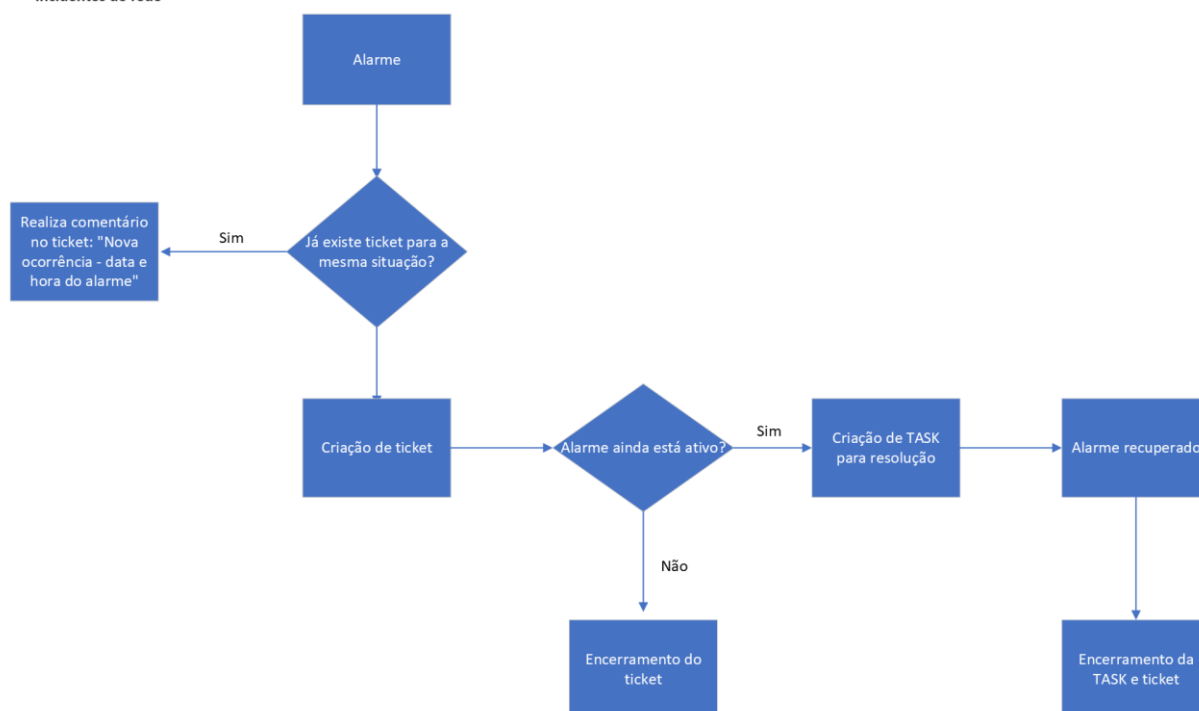 Alarme
Realiza comentário
no ticket: "Nova
ocorrência - data e
hora do alarme"
Sim
Já existe ticket para a
mesma situação?
Criação de ticket
Alarme ainda está ativo?
Sim
Criação de TASK
para resolução
Alarme recuperado
Não
Encerramento do
ticket
Encerramento da
TASK e ticket